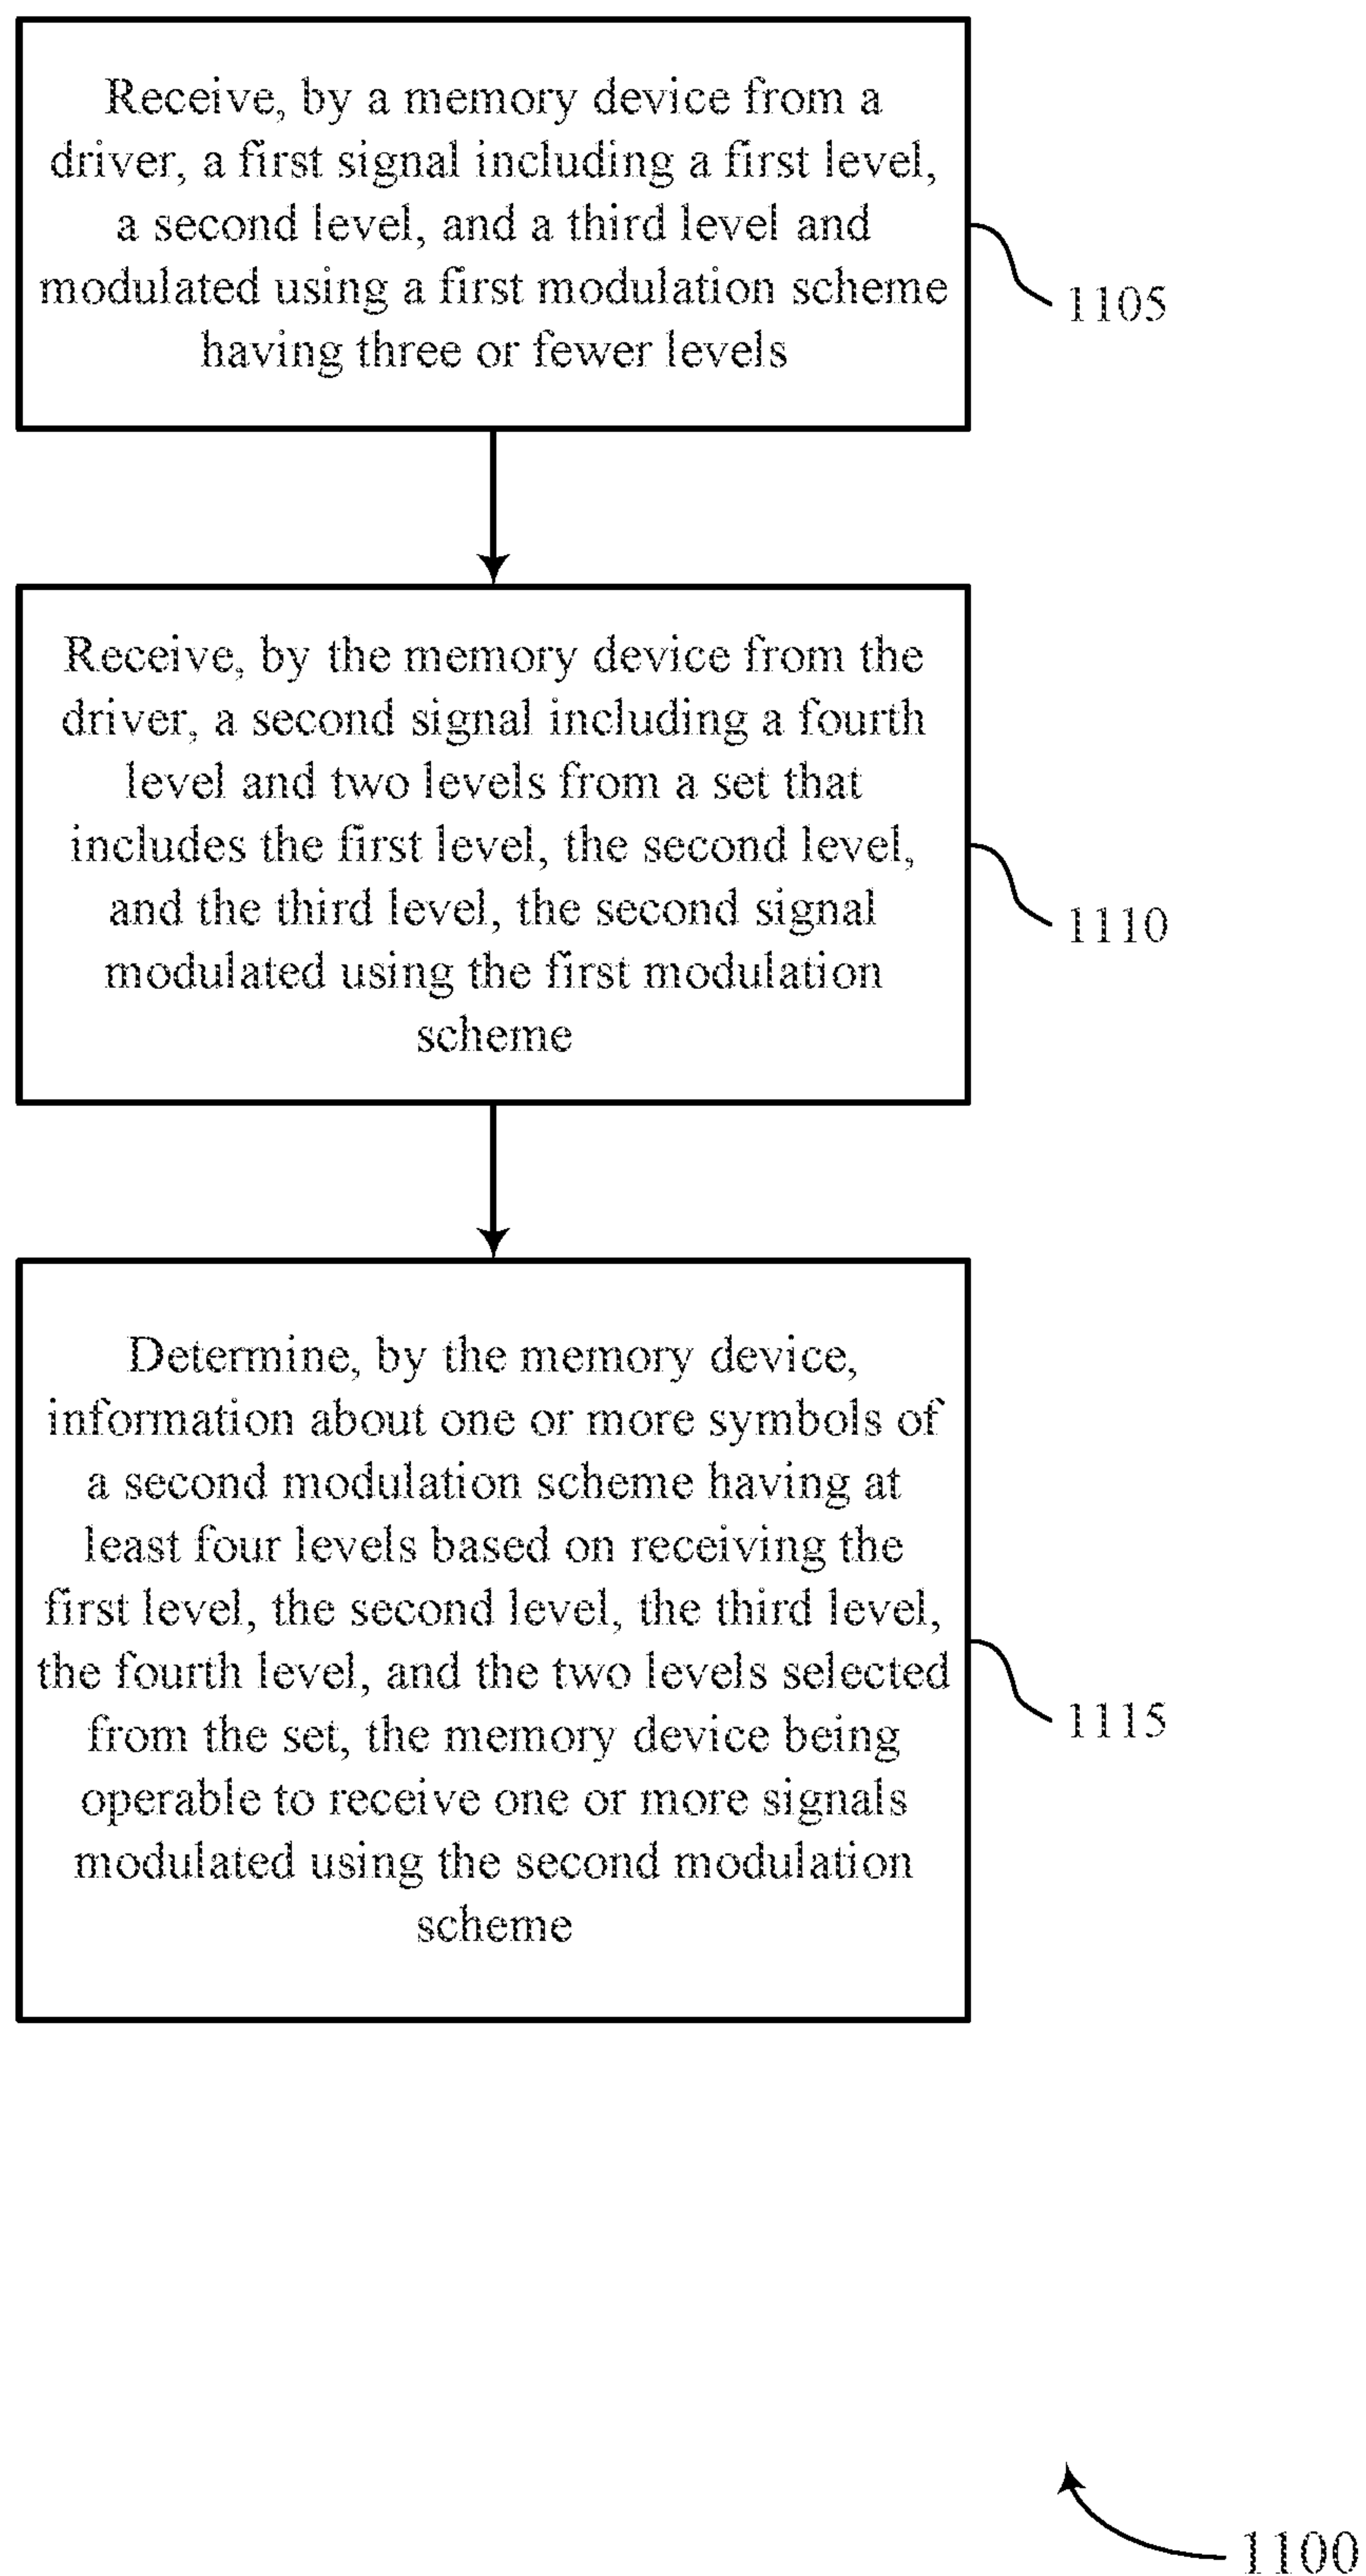 Receive, by a memory device from a
driver, a first signal including a first level,
a second level, and a third level and
modulated using a first modulation scheme
having three or fewer levels
1105
Receive, by the memory device from the
driver, a second signal including a fourth
level and two levels from a set that
includes the first level, the second level,
and the third level, the second signal
modulated using the first modulation
scheme
1110
Determine, by the memory device,
information about one or more symbols of
a second modulation scheme having at
least four levels based on receiving the
first level, the second level, the third level,
the fourth level, and the two levels selected
from the set, the memory device being
operable to receive one or more signals
modulated using the second modulation
scheme
1115
1100